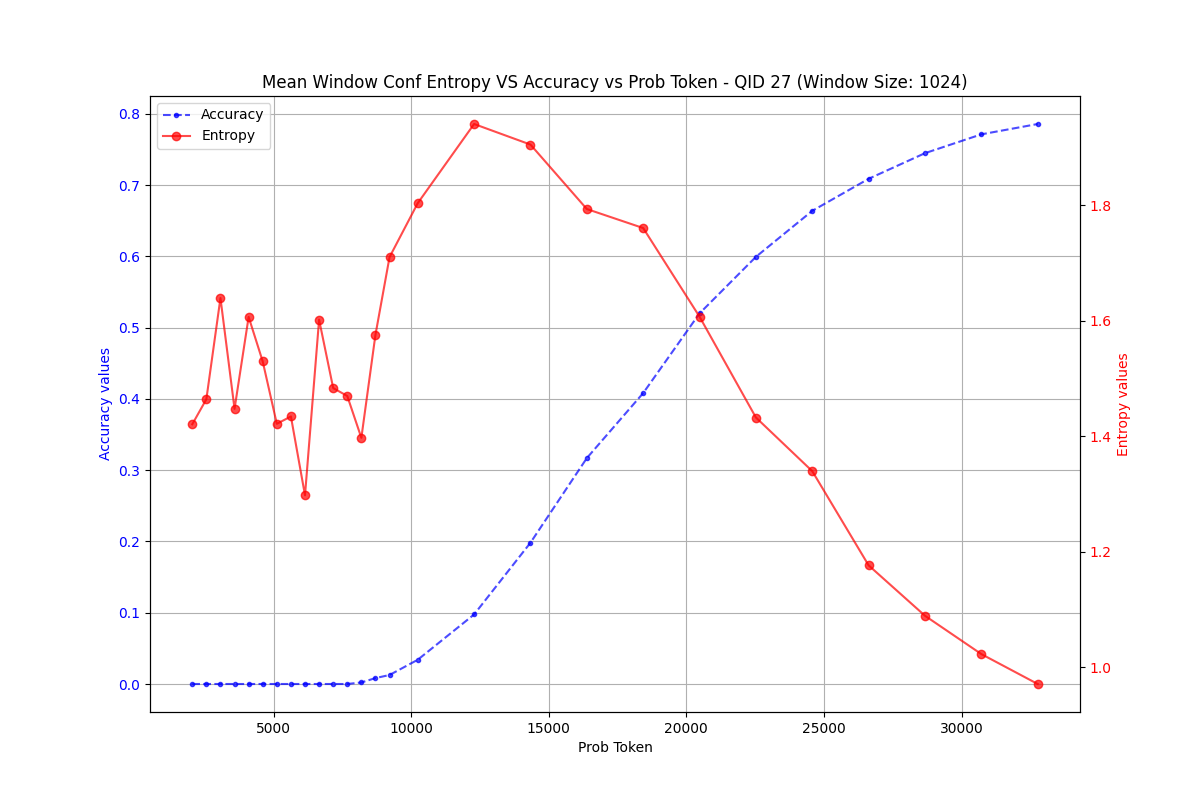 Mean Window Conf Entropy VS Accuracy vs Prob Token - QID 27 (Window Size: 1024)
Accuracy
Entropy
0.8
0.7
0.6
0.5
0.4
0.3
0.2
0.1
0.0
Accuracy values
1.8
1.6
1.4
1.2
1.0
Entropy values
5000 10000 15000 20000 25000 30000
Prob Token